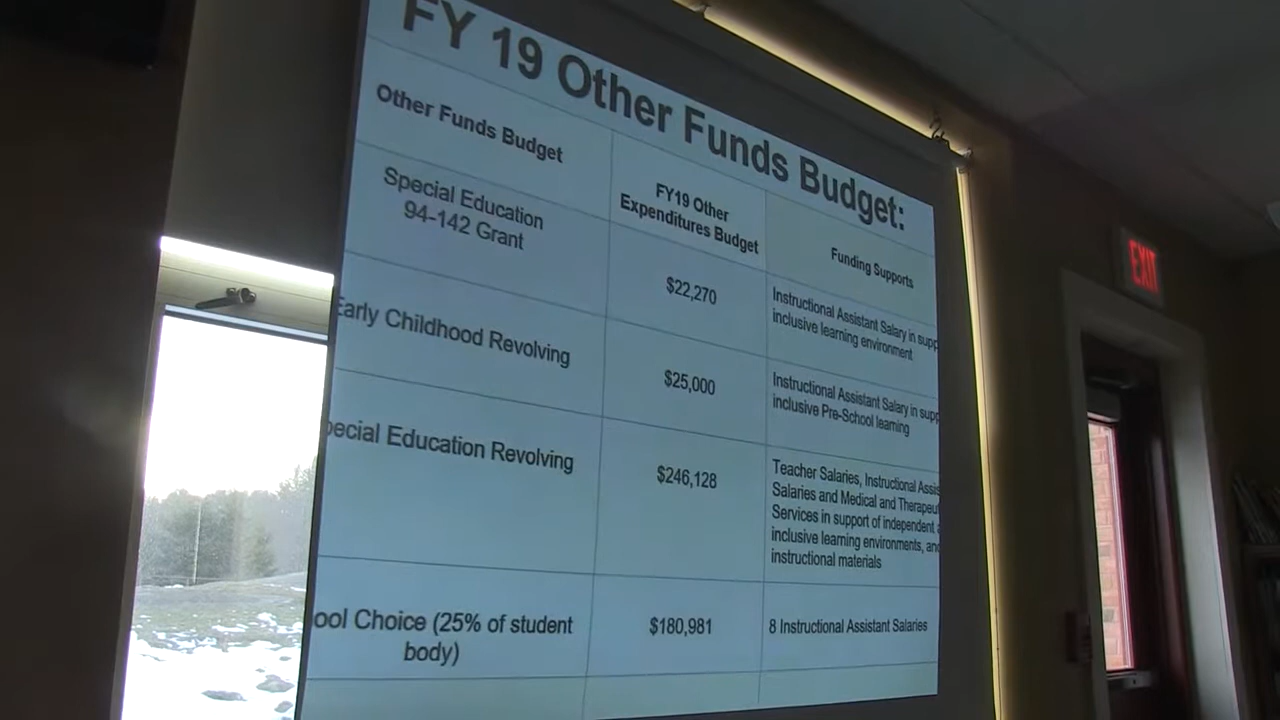 FY 19 Other Funds Budget:
Other Funds Budget
FY19 Other
Expenditures Budget
Funding Supports
Special Education
94-142 Grant
$22,270
Instructional Assistant Salary in supp
inclusive learning environment
Early Childhood Revolving
$25,000
Instructional Assistant Salary in supp
inclusive Pre-School learning
pecial Education Revolving
$246,128
Teacher Salaries, Instructional Assis
Salaries and Medical and Therapeut
Services in support of independent a
inclusive learning environments, and
instructional materials
ool Choice (25% of student
body)
$180,981
8 Instructional Assistant Salaries
EXIT